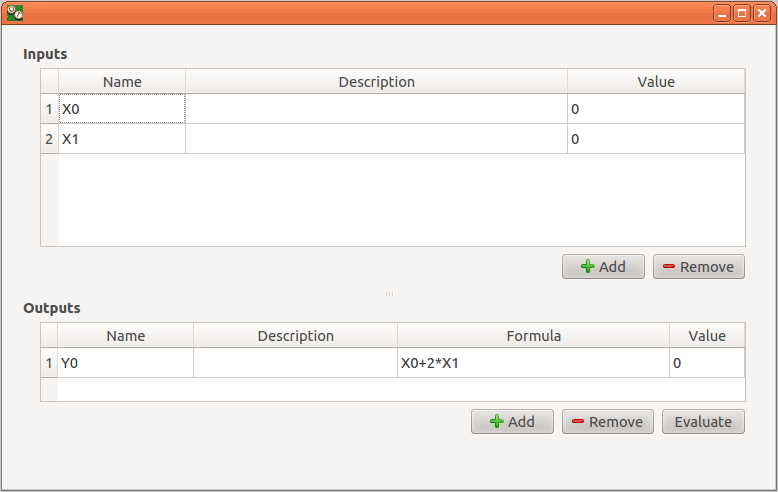 Inputs
Name Description Value
1 X0 0
2 X1 0
Add Remove
Outputs
Name Description Formula Value
1 Y0 X0+2*X1 0
Add Remove Evaluate